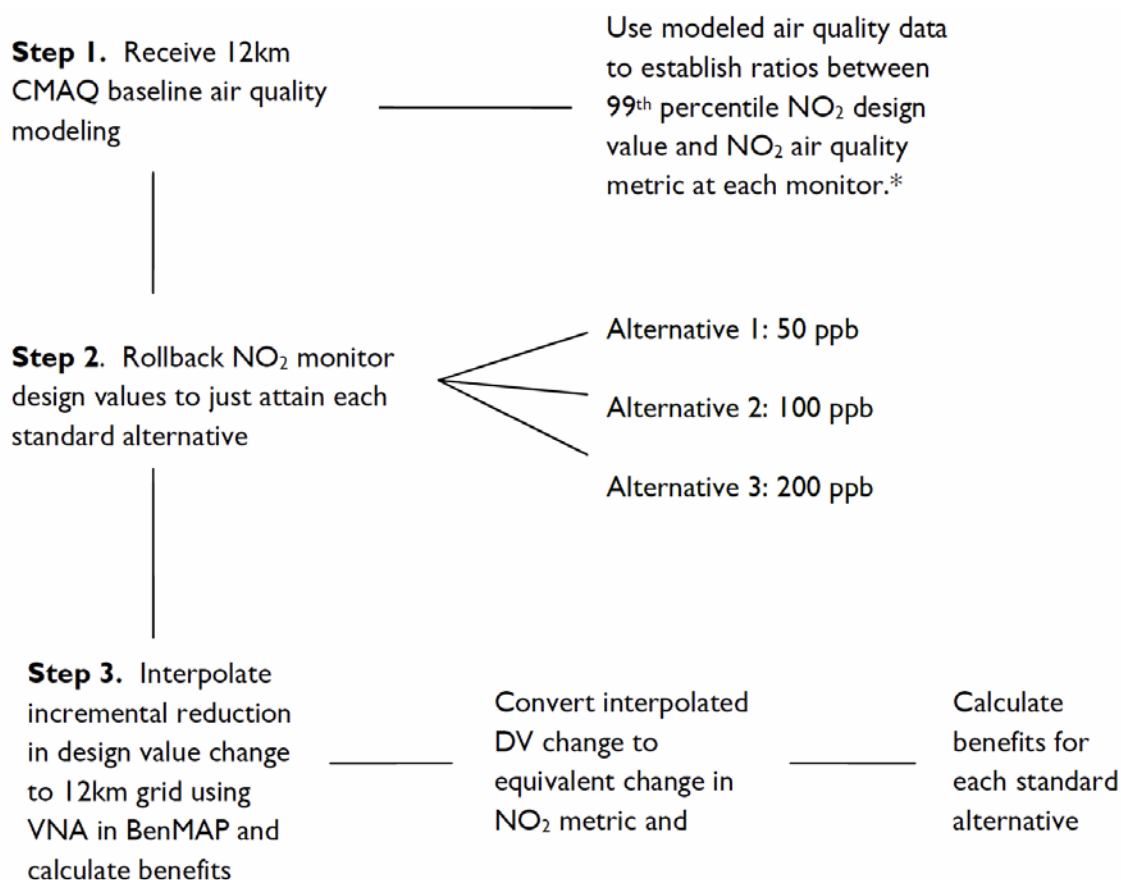 Step 1. Receive 12km
CMAQ baseline air quality
modeling
Use modeled air quality data
to establish ratios between
99th percentile NO2 design
value and NO2 air quality
metric at each monitor.*
Step 2. Rollback NO2 monitor
design values to just attain each
standard alternative
Alternative 1: 50 ppb
Alternative 2: 100 ppb
Alternative 3: 200 ppb
Step 3. Interpolate
incremental reduction
in design value change
to 12km grid using
VNA in BenMAP and
calculate benefits
Convert interpolated
DV change to
equivalent change in
NO2 metric and
Calculate
benefits for
each standard
alternative